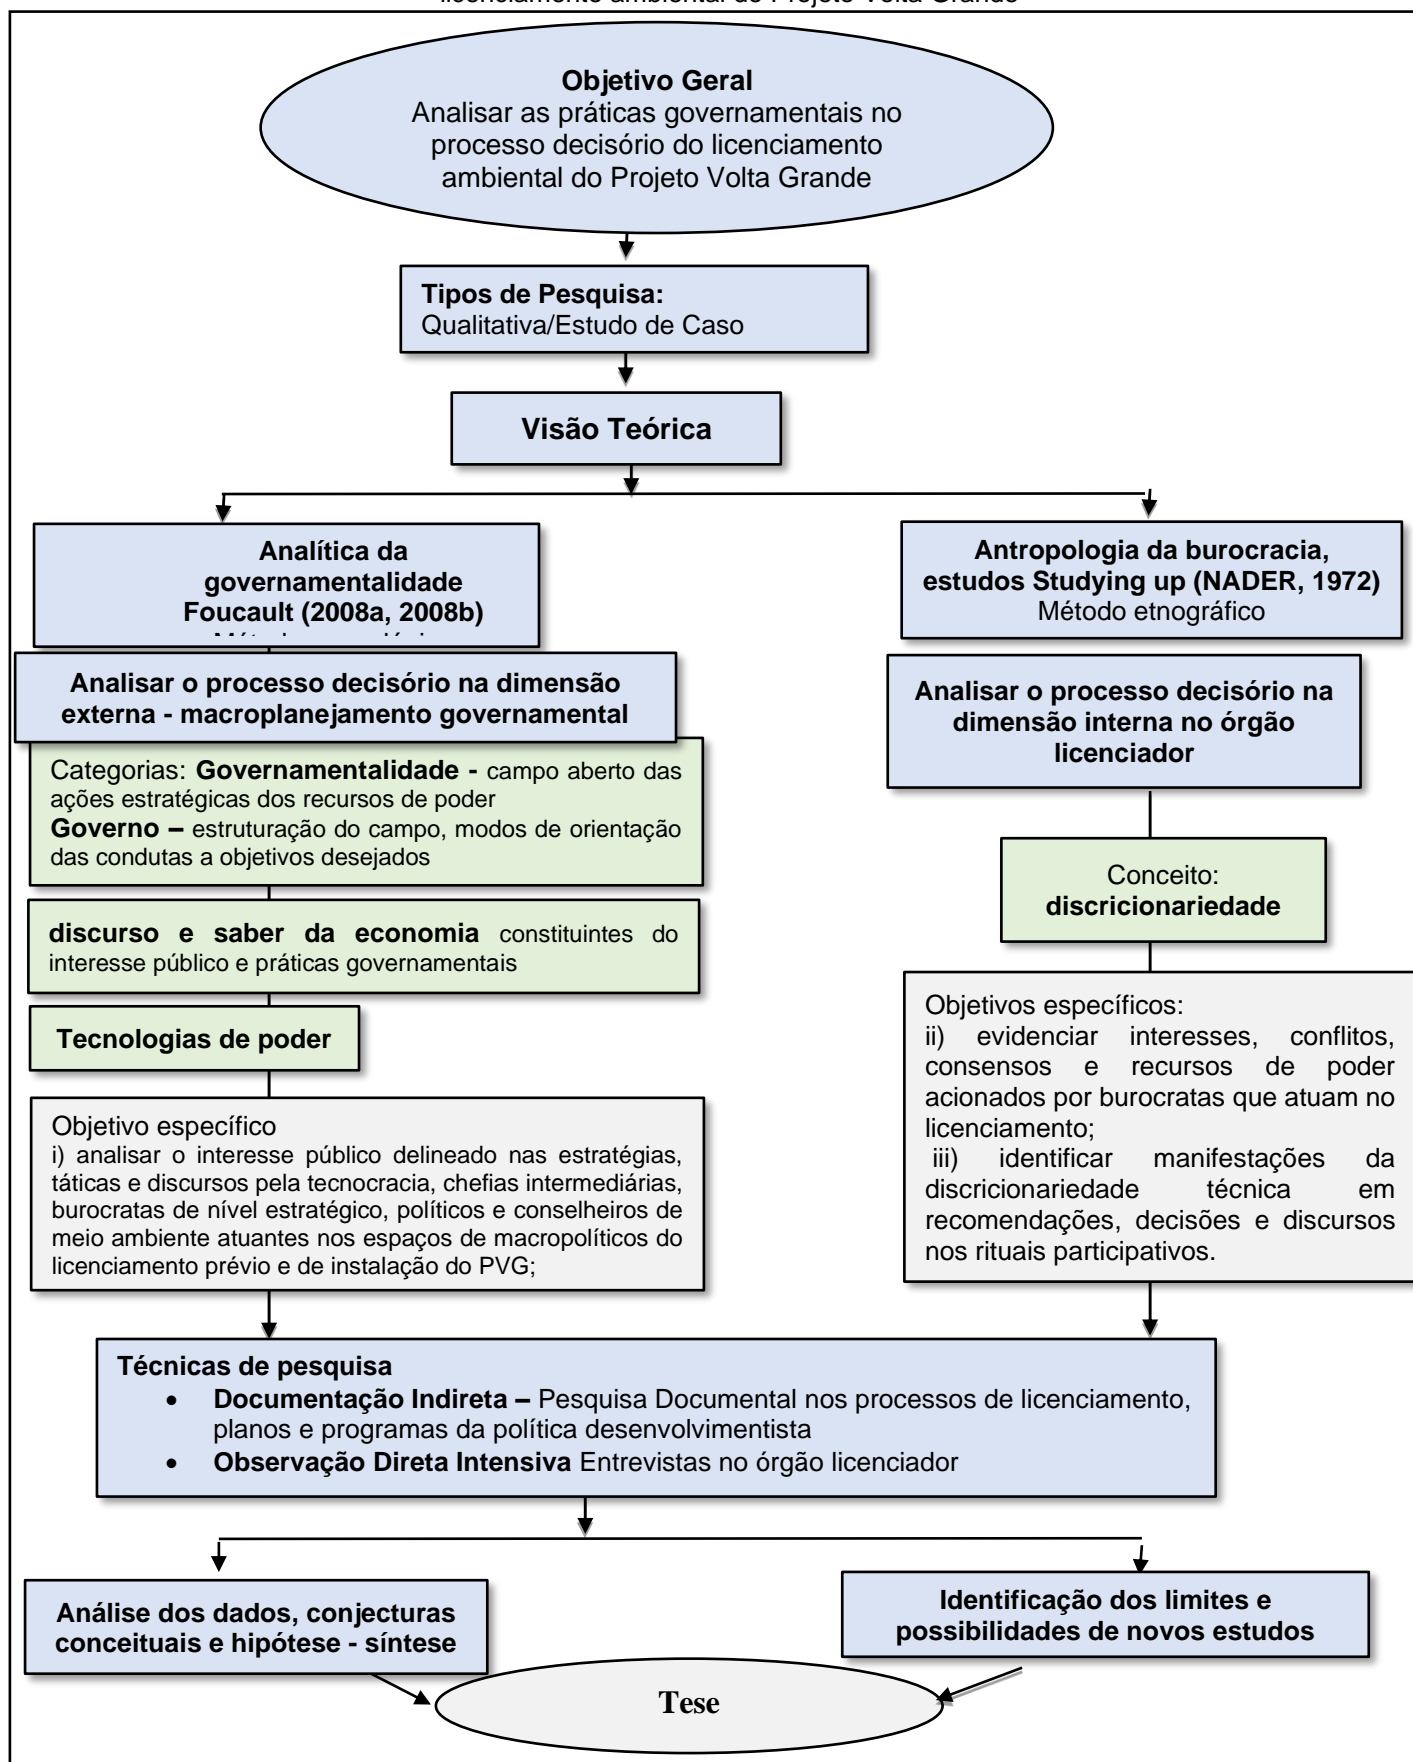 licenciamento ambiental do Projeto Volta Grande
Objetivo Geral
Analisar as práticas governamentais no
processo decisório do licenciamento
ambiental do Projeto Volta Grande
Tipos de Pesquisa:
Qualitativa/Estudo de Caso
Visão Teórica
Analítica da
governamentalidade
Foucault (2008a, 2008b)
Analisar o processo decisório na dimensão
externa - macroplanejamento governamental
Categorias: Governamentalidade - campo aberto das
ações estratégicas dos recursos de poder
Governo – estruturação do campo, modos de orientação
das condutas a objetivos desejados
discurso e saber da economia constituintes do
interesse público e práticas governamentais
Tecnologias de poder
Objetivo específico
i) analisar o interesse público delineado nas estratégias,
táticas e discursos pela tecnocracia, chefias intermediárias,
burocratas de nível estratégico, políticos e conselheiros de
meio ambiente atuantes nos espaços de macropolíticos do
licenciamento prévio e de instalação do PVG;
Antropologia da burocracia,
estudos Studying up (NADER, 1972)
Método etnográfico
Analisar o processo decisório na
dimensão interna no órgão
licenciador
Conceito:
discricionariedade
Objetivos específicos:
ii) evidenciar interesses, conflitos,
consensos e recursos de poder
acionados por burocratas que atuam no
licenciamento;
iii) identificar manifestações da
discricionariedade técnica em
recomendações, decisões e discursos
nos rituais participativos.
Técnicas de pesquisa
• Documentação Indireta – Pesquisa Documental nos processos de licenciamento,
planos e programas da política desenvolvimentista
• Observação Direta Intensiva Entrevistas no órgão licenciador
Análise dos dados, conjecturas
conceituais e hipótese - síntese
Identificação dos limites e
possibilidades de novos estudos
Tese